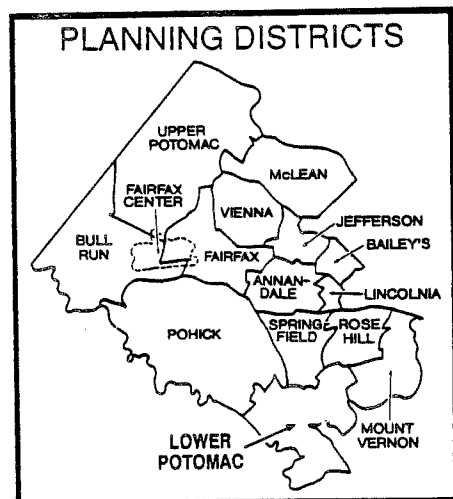 PLANNING DISTRICTS
UPPER
POTOMAC
McLEAN
FAIRFAX
CENTER
VIENNA
JEFFERSON
BULL
RUN
FAIRFAX
BAILEY'S
ANNAN-
DALE
LINCOLNIA
POHICK
SPRING
FIELD
ROSE
HILL
MOUNT
VERNON
LOWER
POTOMAC